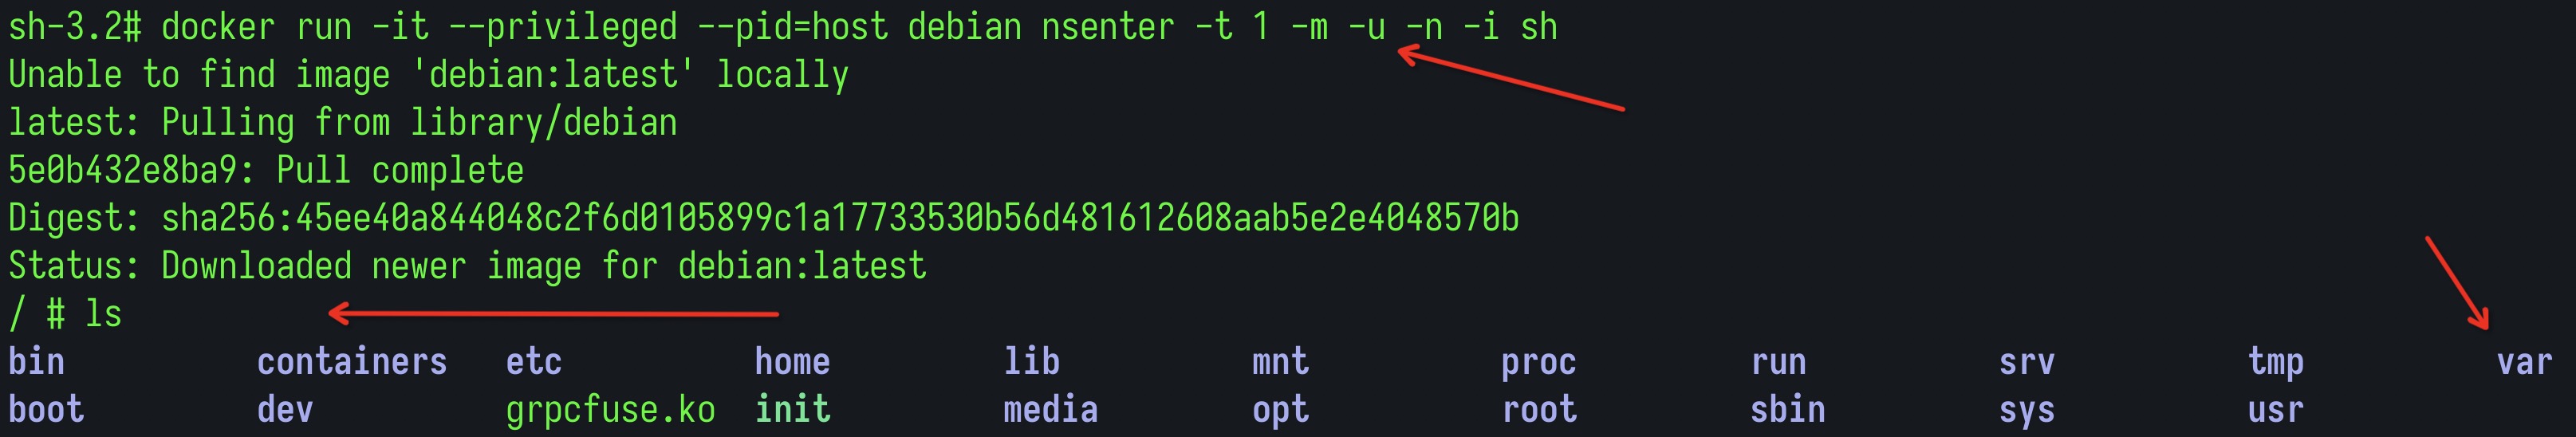 sh-3.2# docker run -it --privileged --pid=host debian nsenter -t 1 -m -u -n -i sh
Unable to find image 'debian:latest' locally
latest: Pulling from library/debian
5e0b432e8ba9: Pull complete
Digest: sha256:45ee40a844048c2f6d0105899c1a17733530b56d481612608aab5e2e4048570b
Status: Downloaded newer image for debian:latest
/ # ls
bin containers etc home lib mnt proc run srv tmp var
boot dev grpcfuse.ko init media opt root sbin sys usr